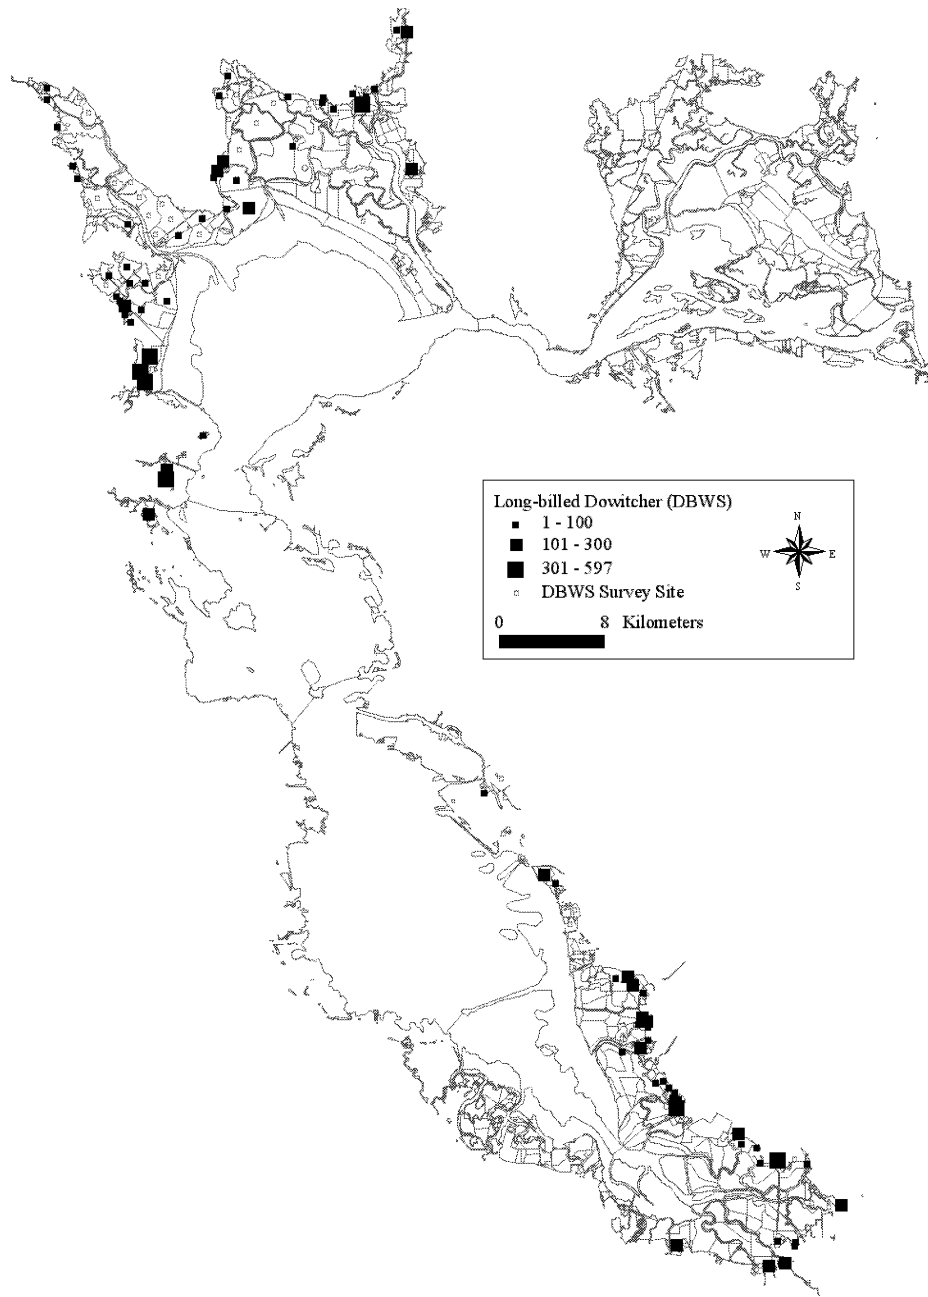 Long-billed Dowitcher (DBWS)
1 - 100
101 - 300
301 - 597
DBWS Survey Site
0 8 Kilometers
N
W E
S